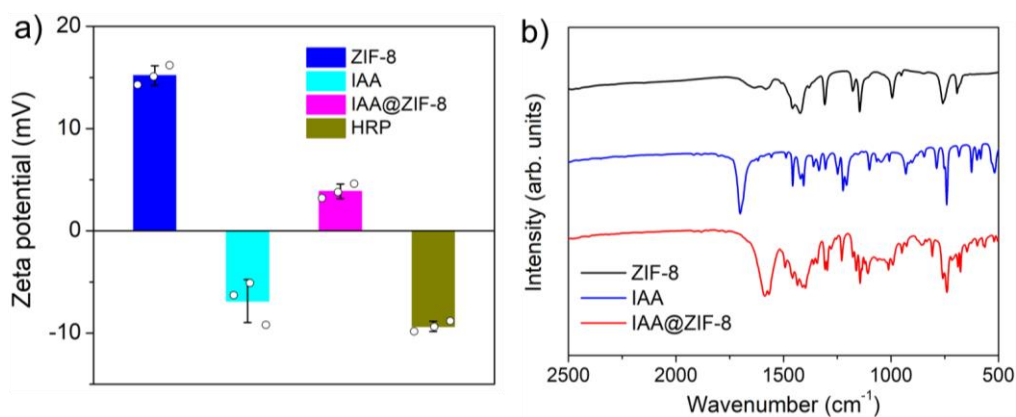 a)
Zeta potential (mV)
20
10
0
-10
ZIF-8
IAA
IAA@ZIF-8
HRP
b)
Intensity (arb. units)
ZIF-8
IAA
IAA@ZIF-8
2500 2000 1500 1000 500
Wavenumber (cm⁻¹)